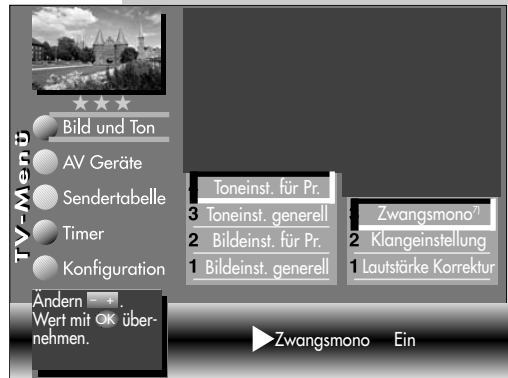 TV-Menü
Bild und Ton
AV Geräte
Sendertabelle
Timer
Konfiguration
Toneinst. für Pr.
3 Toneinst. generell
2 Bildeinst. für Pr.
1 Bildeinst. generell
Zwangsmono7)
2 Klangeinstellung
1 Lautstärke Korrektur
Ändern - + .
Wert mit OK über-
nehmen.
Zwangsmono Ein